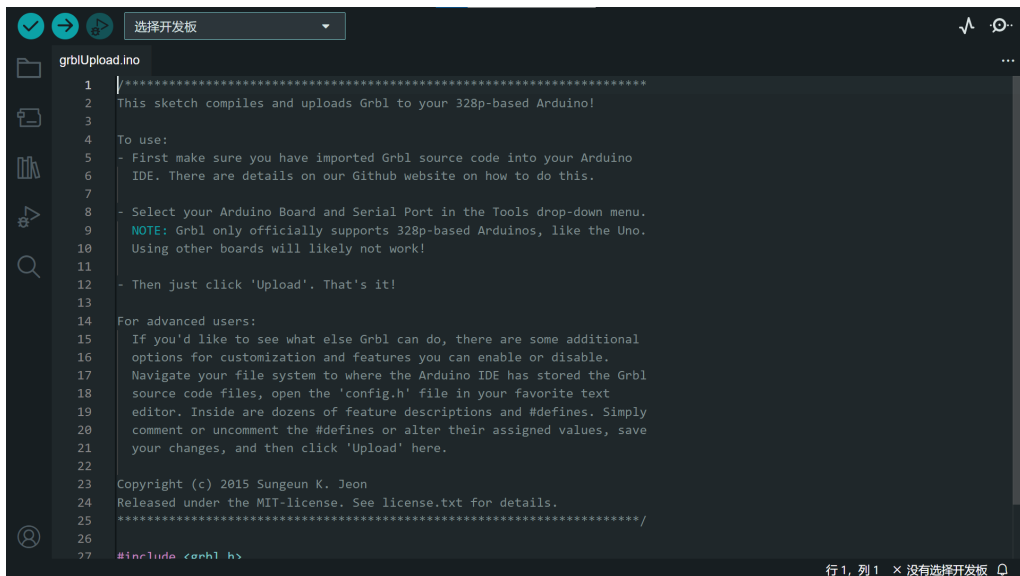 选择开发板
grblUpload.ino
1 /***********************************************************************
2 This sketch compiles and uploads Grbl to your 328p-based Arduino!
3
4 To use:
5 - First make sure you have imported Grbl source code into your Arduino
6 IDE. There are details on our Github website on how to do this.
7
8 - Select your Arduino Board and Serial Port in the Tools drop-down menu.
9 NOTE: Grbl only officially supports 328p-based Arduinos, like the Uno.
10 Using other boards will likely not work!
11
12 - Then just click 'Upload'. That's it!
13
14 For advanced users:
15 If you'd like to see what else Grbl can do, there are some additional
16 options for customization and features you can enable or disable.
17 Navigate your file system to where the Arduino IDE has stored the Grbl
18 source code files, open the 'config.h' file in your favorite text
19 editor. Inside are dozens of feature descriptions and #defines. Simply
20 comment or uncomment the #defines or alter their assigned values, save
21 your changes, and then click 'Upload' here.
22
23 Copyright (c) 2015 Sungeun K. Jeon
24 Released under the MIT-license. See license.txt for details.
25 ***********************************************************************/
26
27 #include <grbl.h>
行 1，列 1 × 没有选择开发板